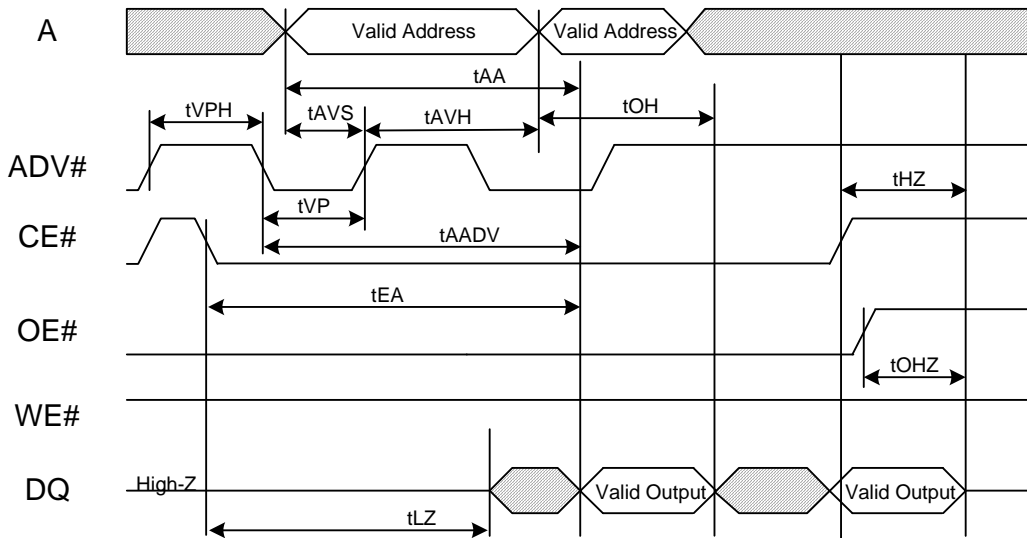 A
Valid Address
Valid Address
tAA
tVPH
tAVS
tAVH
tOH
ADV#
tVP
tHZ
CE#
tAADV
tEA
OE#
tOHZ
WE#
DQ
High-Z
Valid Output
Valid Output
tLZ